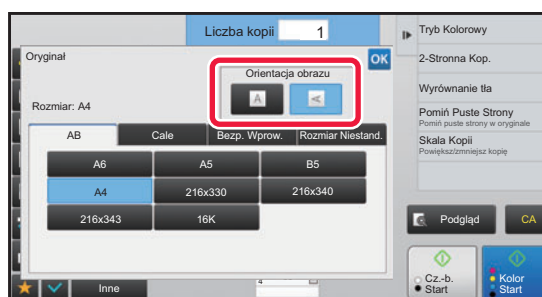 Liczba kopii 1
Oryginał
OK
Orientacja obrazu
A A
Rozmiar: A4
AB Cale Bezp. Wprow. Rozmiar Niestand.
A6 A5 B5
A4 216x330 216x340
216x343 16K
Inne
Tryb Kolorowy
2-Stronna Kop.
Wyrównanie tła
Pomiń Puste Strony
Pomiń puste strony w oryginale
Skala Kopii
Powiększ/zmniejsz kopię
Podgląd CA
Cz.-b.
Start
Kolor
Start